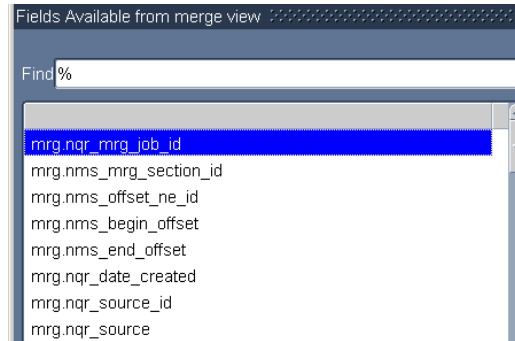 Fields Available from merge view
Find %
mrg.nqr_mrg_job_id
mrg.nms_mrg_section_id
mrg.nms_offset_ne_id
mrg.nms_begin_offset
mrg.nms_end_offset
mrg.nqr_date_created
mrg.nqr_source_id
mrg.nqr_source